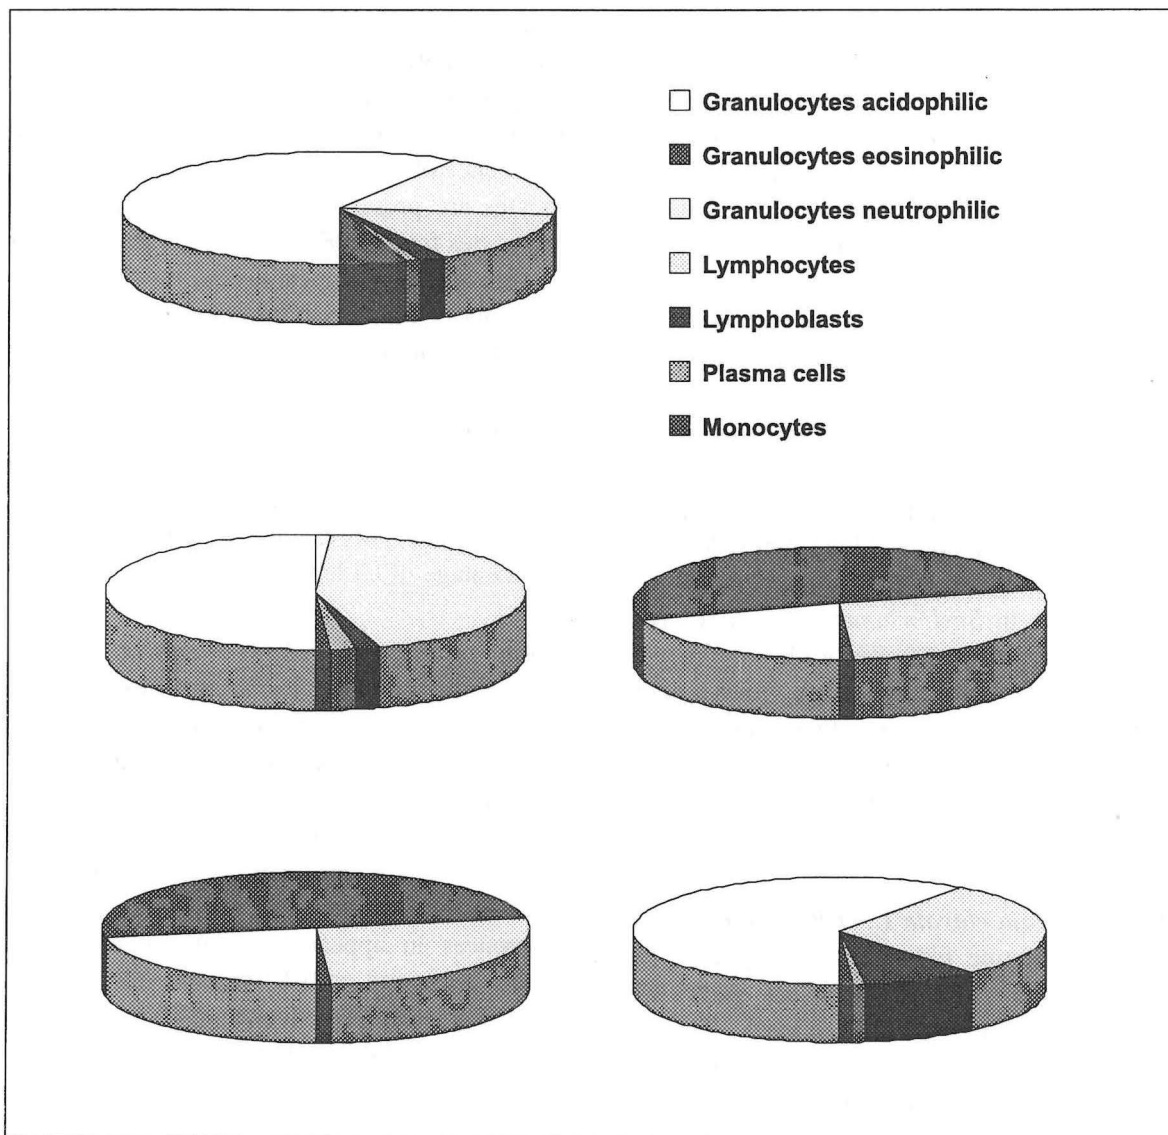 Granulocytes acidophilic
Granulocytes eosinophilic
Granulocytes neutrophilic
Lymphocytes
Lymphoblasts
Plasma cells
Monocytes